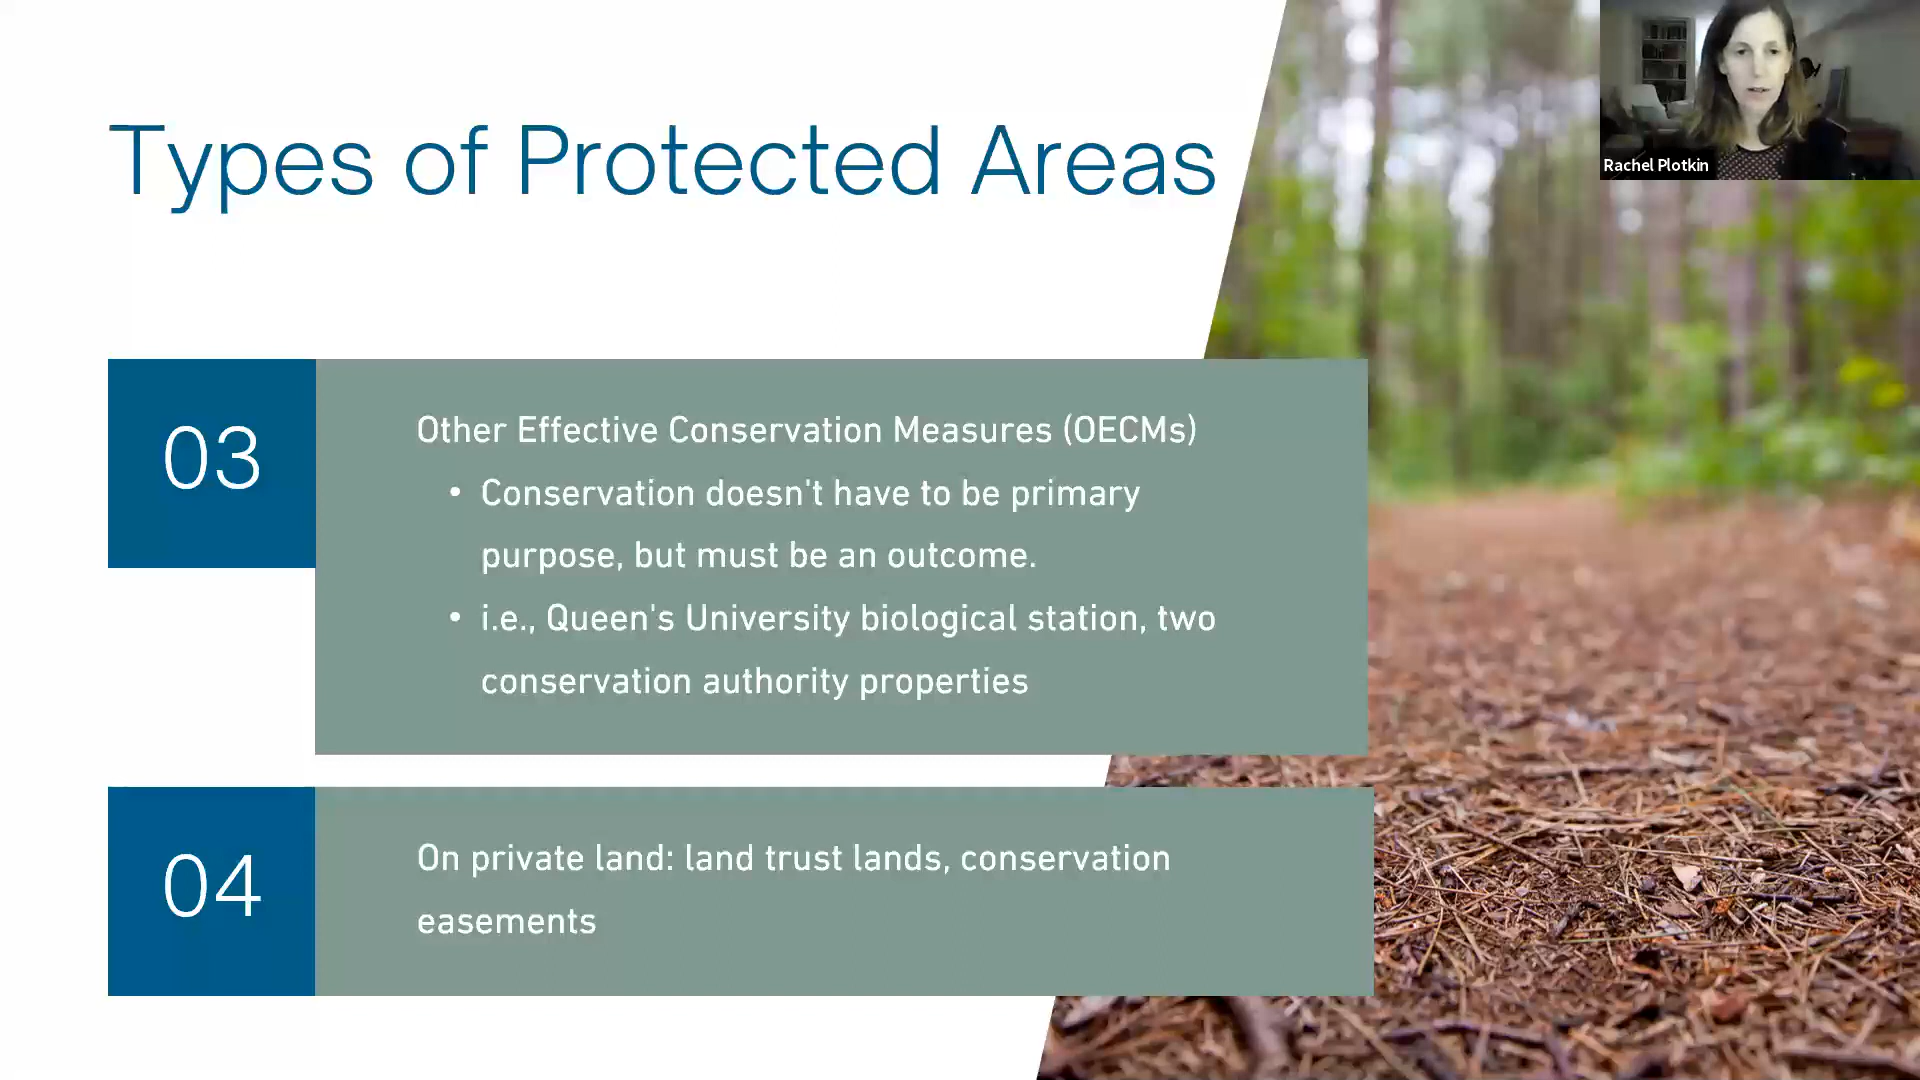 Types of Protected Areas
Rachel Plotkin
03
Other Effective Conservation Measures (OECMs)
• Conservation doesn't have to be primary
purpose, but must be an outcome.
• i.e., Queen's University biological station, two
conservation authority properties
04
On private land: land trust lands, conservation
easements